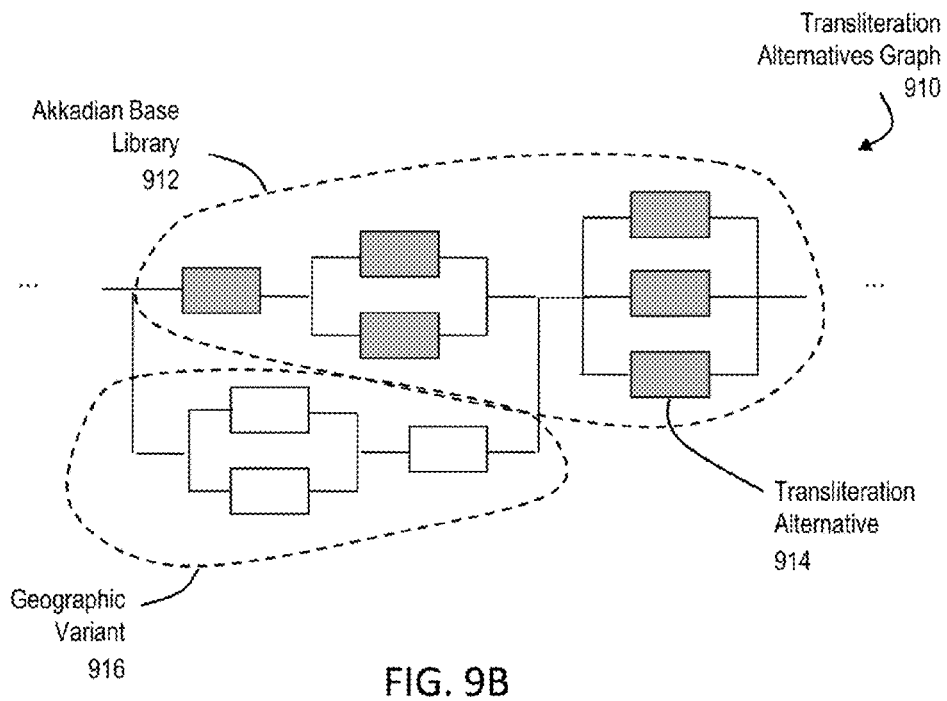 Transliteration
Alternatives Graph
910
Akkadian Base
Library
912
...
...
Transliteration
Alternative
914
Geographic
Variant
916
FIG. 9B